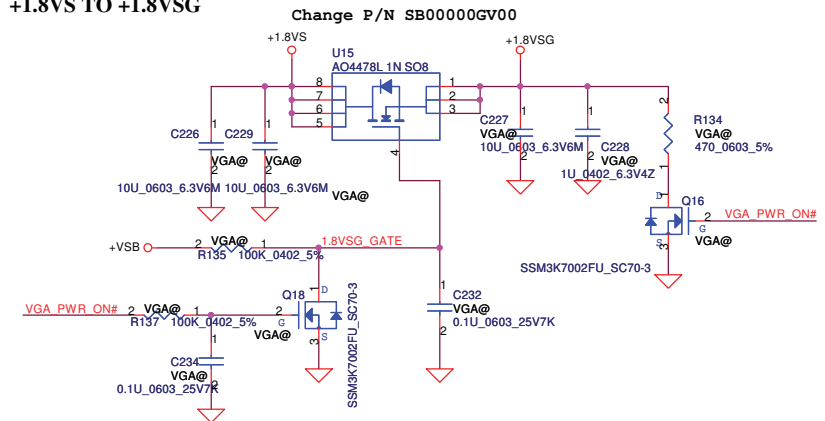 +1.8VS TO +1.8VSG
Change P/N SB00000GV00
+1.8VS
+1.8VSG
U15
AO4478L 1N SO8
8
7
6
5
1
2
3
4
C226
1
2
10U_0603_6.3V6M
C229
1
VGA@
2
10U_0603_6.3V6M
VGA@
C227
1
VGA@
10U_0603_6.3V6M
2
1
C228
VGA@
2
1U_0402_6.3V4Z
2
R134
VGA@
470_0603_5%
1
1
D
Q16
2
G
VGA_PWR_ON#
VGA@
S
3
SSM3K7002FU_SC70-3
+VSB
2
VGA@
1
R135
100K_0402_5%
1.8VSG_GATE
VGA_PWR_ON#
2
VGA@
1
R137
100K_0402_5%
Q18
1
D
2
G
VGA@
S
3
SSM3K7002FU_SC70-3
1
C232
VGA@
0.1U_0603_25V7K
2
1
C234
VGA@
2
0.1U_0603_25V7K